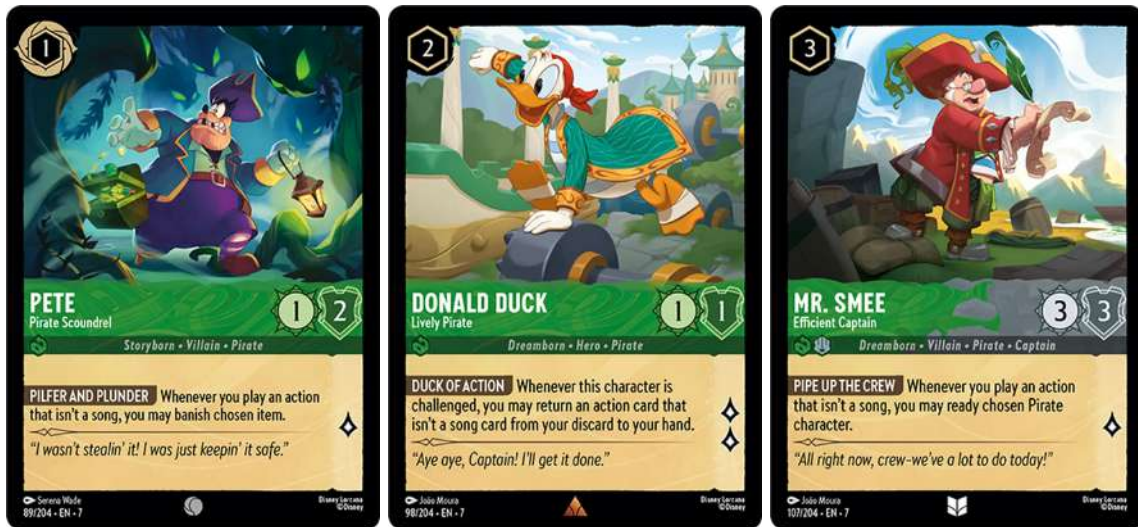 1
PETE
Pirate Scoundrel
1
2
Storyborn • Villain • Pirate
PILFER AND PLUNDER Whenever you play an action
that isn't a song, you may banish chosen item.
"I wasn't stealin' it! I was just keepin' it safe."
Serena Wade
89/204 • EN • 7
Disney Lorcana
©Disney
2
DONALD DUCK
Lively Pirate
1
1
Dreamborn • Hero • Pirate
DUCK OF ACTION Whenever this character is
challenged, you may return an action card that
isn't a song card from your discard to your hand.
"Aye aye, Captain! I'll get it done."
João Moura
98/204 • EN • 7
Disney Lorcana
©Disney
3
MR. SMEE
Efficient Captain
3
3
Dreamborn • Villain • Pirate • Captain
PIPE UP THE CREW Whenever you play an action
that isn't a song, you may ready chosen Pirate
character.
"All right now, crew–we've a lot to do today!"
João Moura
107/204 • EN • 7
Disney Lorcana
©Disney